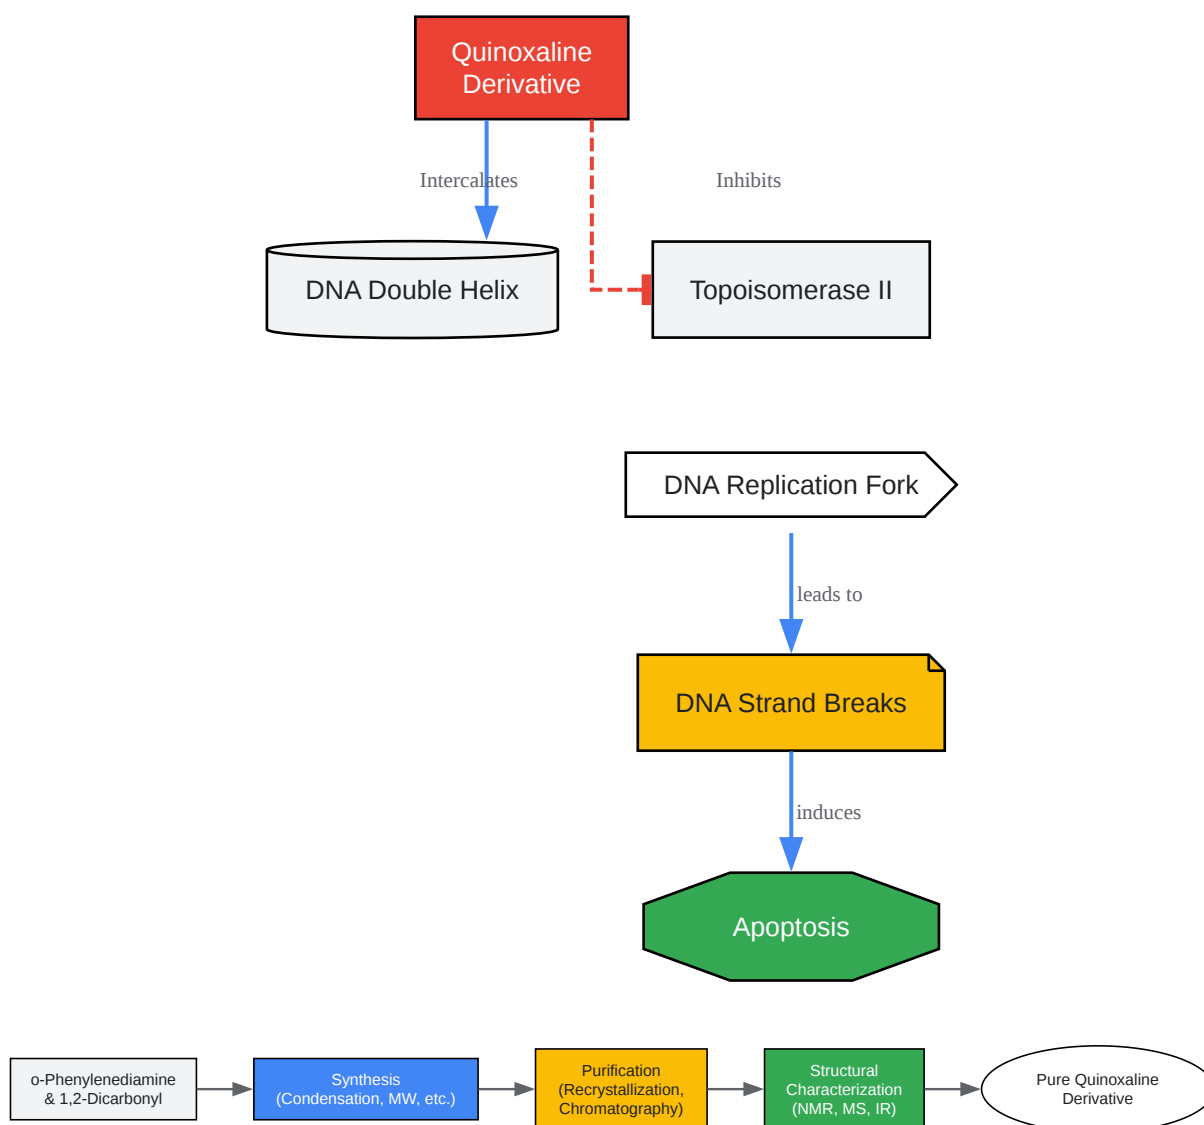 Quinoxaline
Derivative
Intercalates
Inhibits
DNA Double Helix
Topoisomerase II
DNA Replication Fork
leads to
DNA Strand Breaks
induces
Apoptosis
o-Phenylenediamine
& 1,2-Dicarbonyl
Synthesis
(Condensation, MW, etc.)
Purification
(Recrystallization,
Chromatography)
Structural
Characterization
(NMR, MS, IR)
Pure Quinoxaline
Derivative